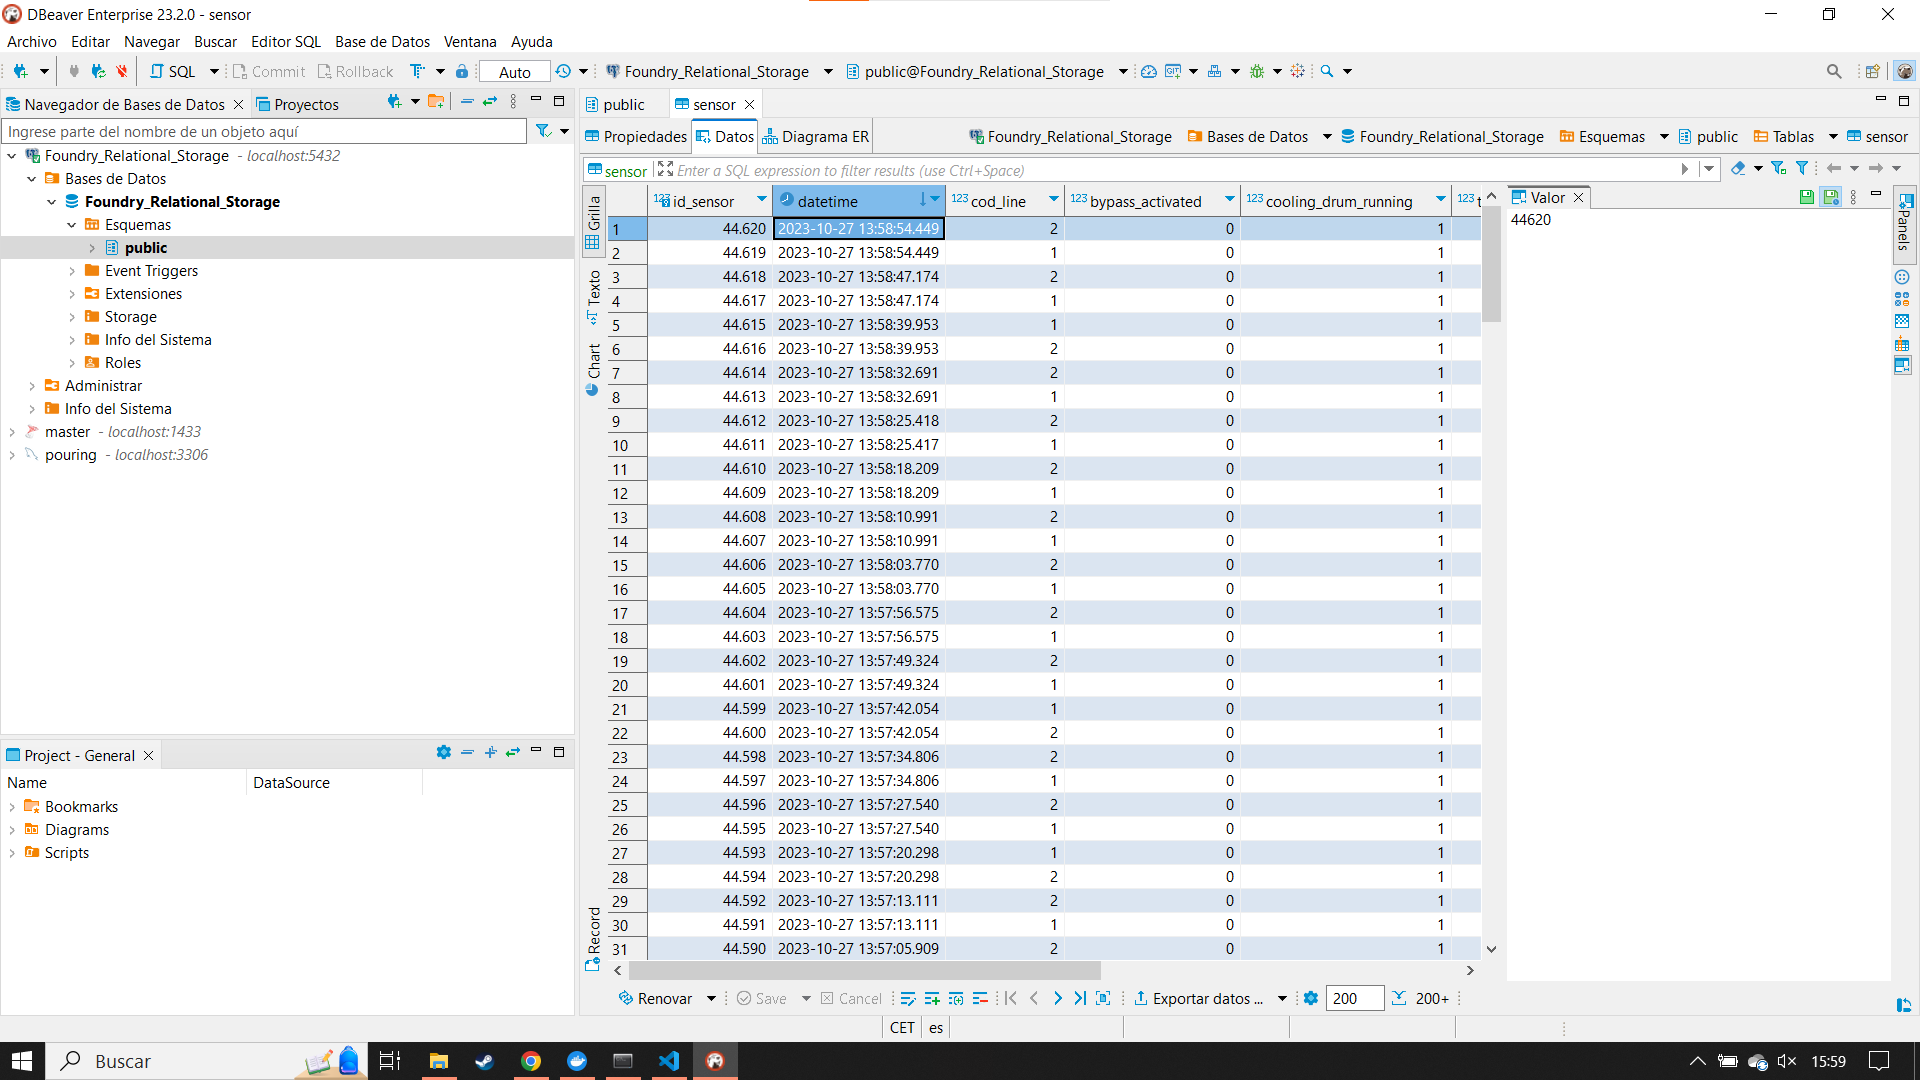 DBeaver Enterprise 23.2.0 - sensor
Archivo Editar Navegar Buscar Editor SQL Base de Datos Ventana Ayuda
SQL Commit Rollback Auto Foundry_Relational_Storage public@Foundry_Relational_Storage
Navegador de Bases de Datos Proyectos
Ingrese parte del nombre de un objeto aquí
Foundry_Relational_Storage - localhost:5432
Bases de Datos
Foundry_Relational_Storage
Esquemas
public
Event Triggers
Extensiones
Storage
Info del Sistema
Roles
Administrar
Info del Sistema
master - localhost:1433
pouring - localhost:3306
Project - General
Name DataSource
Bookmarks
Diagrams
Scripts
public sensor
Propiedades Datos Diagrama ER Foundry_Relational_Storage Bases de Datos Foundry_Relational_Storage Esquemas public Tablas sensor
sensor Enter a SQL expression to filter results (use Ctrl+Space)
Grilla
Texto
Chart
Record
123 id_sensor datetime 123 cod_line 123 bypass_activated 123 cooling_drum_running 123 t
1 44.620 2023-10-27 13:58:54.449 2 0 1
2 44.619 2023-10-27 13:58:54.449 1 0 1
3 44.618 2023-10-27 13:58:47.174 2 0 1
4 44.617 2023-10-27 13:58:47.174 1 0 1
5 44.615 2023-10-27 13:58:39.953 1 0 1
6 44.616 2023-10-27 13:58:39.953 2 0 1
7 44.614 2023-10-27 13:58:32.691 2 0 1
8 44.613 2023-10-27 13:58:32.691 1 0 1
9 44.612 2023-10-27 13:58:25.418 2 0 1
10 44.611 2023-10-27 13:58:25.417 1 0 1
11 44.610 2023-10-27 13:58:18.209 2 0 1
12 44.609 2023-10-27 13:58:18.209 1 0 1
13 44.608 2023-10-27 13:58:10.991 2 0 1
14 44.607 2023-10-27 13:58:10.991 1 0 1
15 44.606 2023-10-27 13:58:03.770 2 0 1
16 44.605 2023-10-27 13:58:03.770 1 0 1
17 44.604 2023-10-27 13:57:56.575 2 0 1
18 44.603 2023-10-27 13:57:56.575 1 0 1
19 44.602 2023-10-27 13:57:49.324 2 0 1
20 44.601 2023-10-27 13:57:49.324 1 0 1
21 44.599 2023-10-27 13:57:42.054 1 0 1
22 44.600 2023-10-27 13:57:42.054 2 0 1
23 44.598 2023-10-27 13:57:34.806 2 0 1
24 44.597 2023-10-27 13:57:34.806 1 0 1
25 44.596 2023-10-27 13:57:27.540 2 0 1
26 44.595 2023-10-27 13:57:27.540 1 0 1
27 44.593 2023-10-27 13:57:20.298 1 0 1
28 44.594 2023-10-27 13:57:20.298 2 0 1
29 44.592 2023-10-27 13:57:13.111 2 0 1
30 44.591 2023-10-27 13:57:13.111 1 0 1
31 44.590 2023-10-27 13:57:05.909 2 0 1
Valor
44620
Panels
Renovar Save Cancel Exportar datos ... 200 200+
CET es
Buscar 15:59